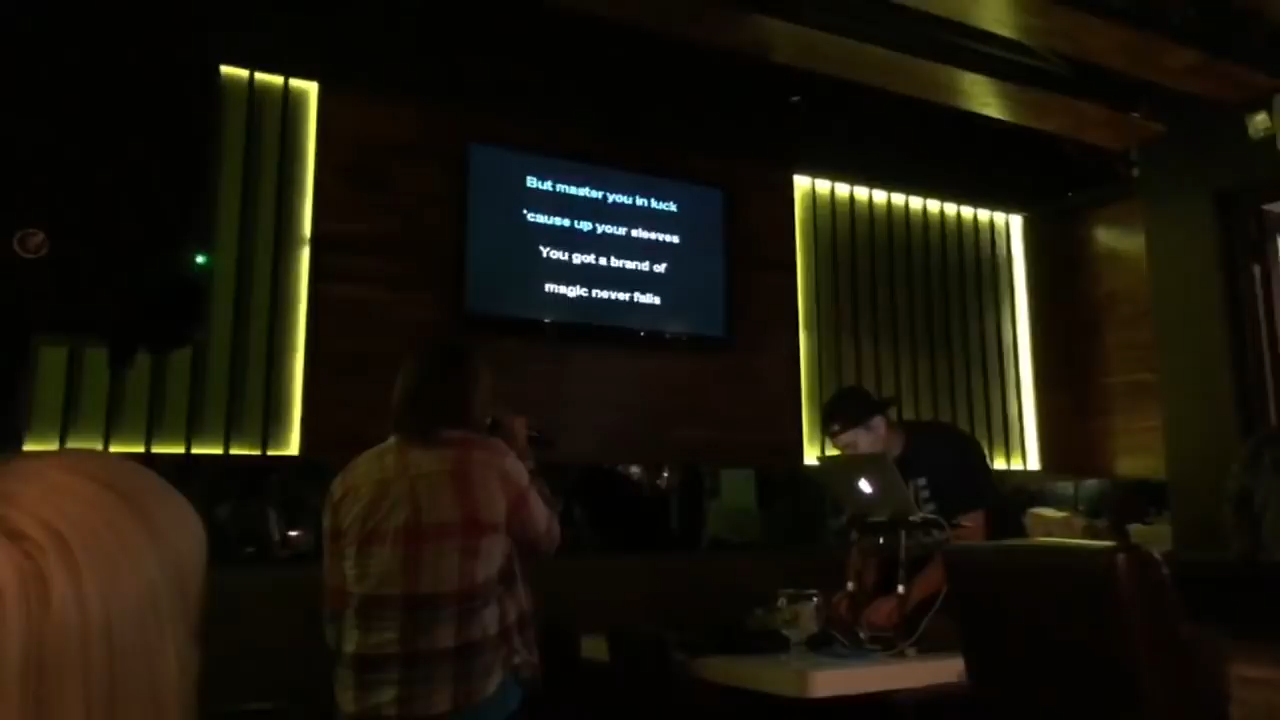 But master you in luck
'cause up your sleeves
You got a brand of
magic never fails